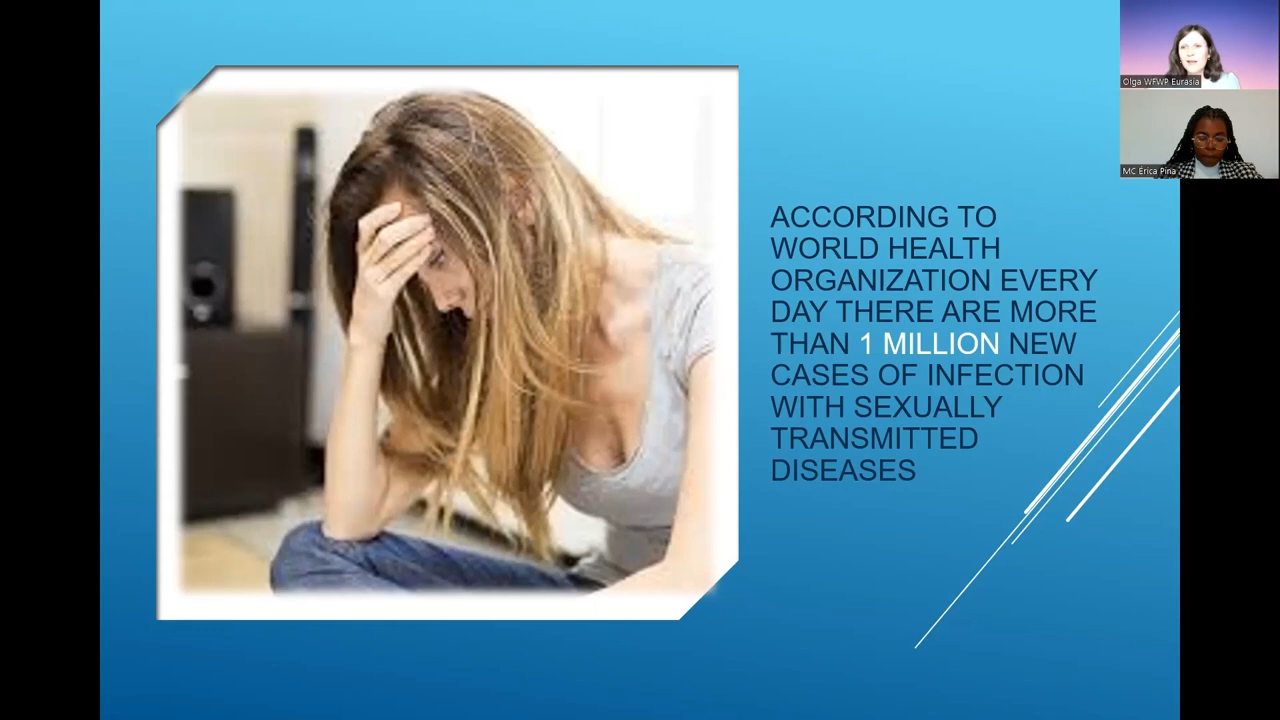 Olga WFWP Eurasia
MC Erica Pina
ACCORDING TO
WORLD HEALTH
ORGANIZATION EVERY
DAY THERE ARE MORE
THAN 1 MILLION NEW
CASES OF INFECTION
WITH SEXUALLY
TRANSMITTED
DISEASES